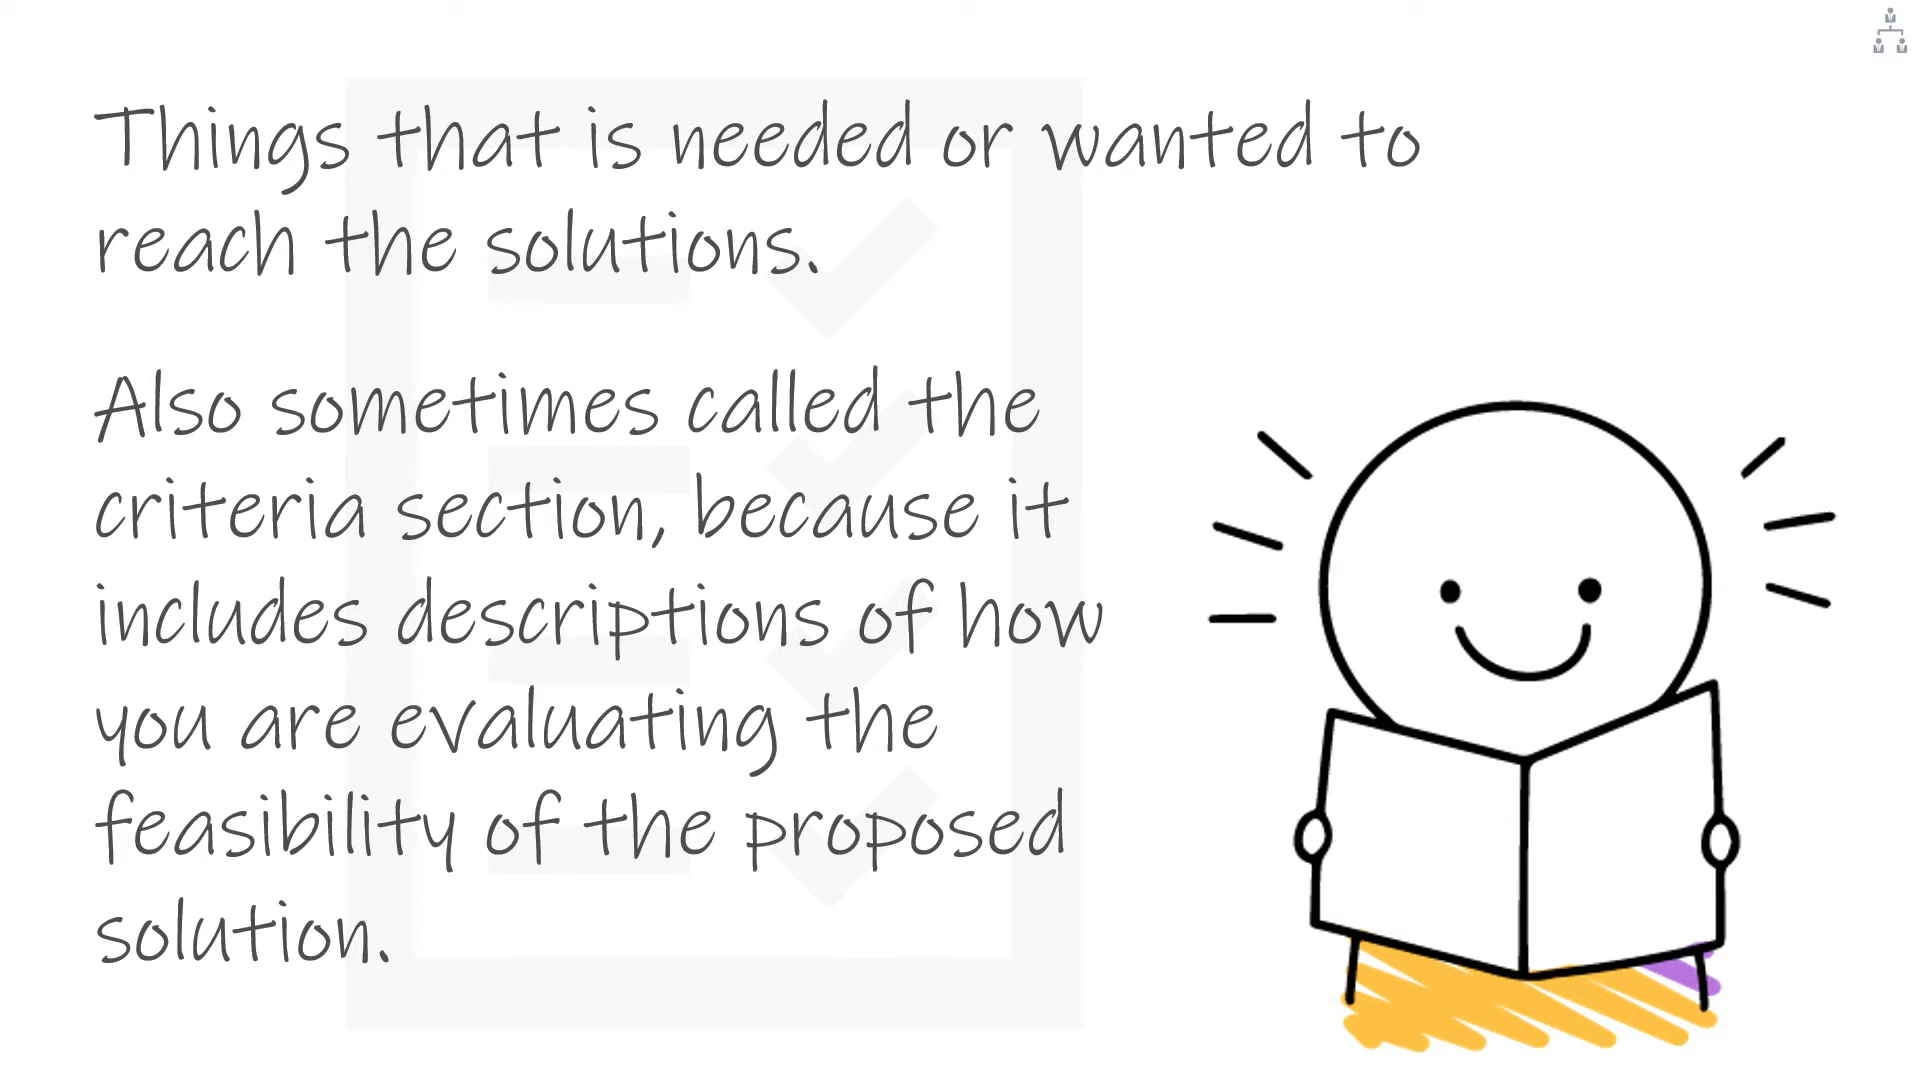 Things that is needed or wanted to
reach the solutions.
Also sometimes called the
criteria section, because it
includes descriptions of how
you are evaluating the
feasibility of the proposed
solution.